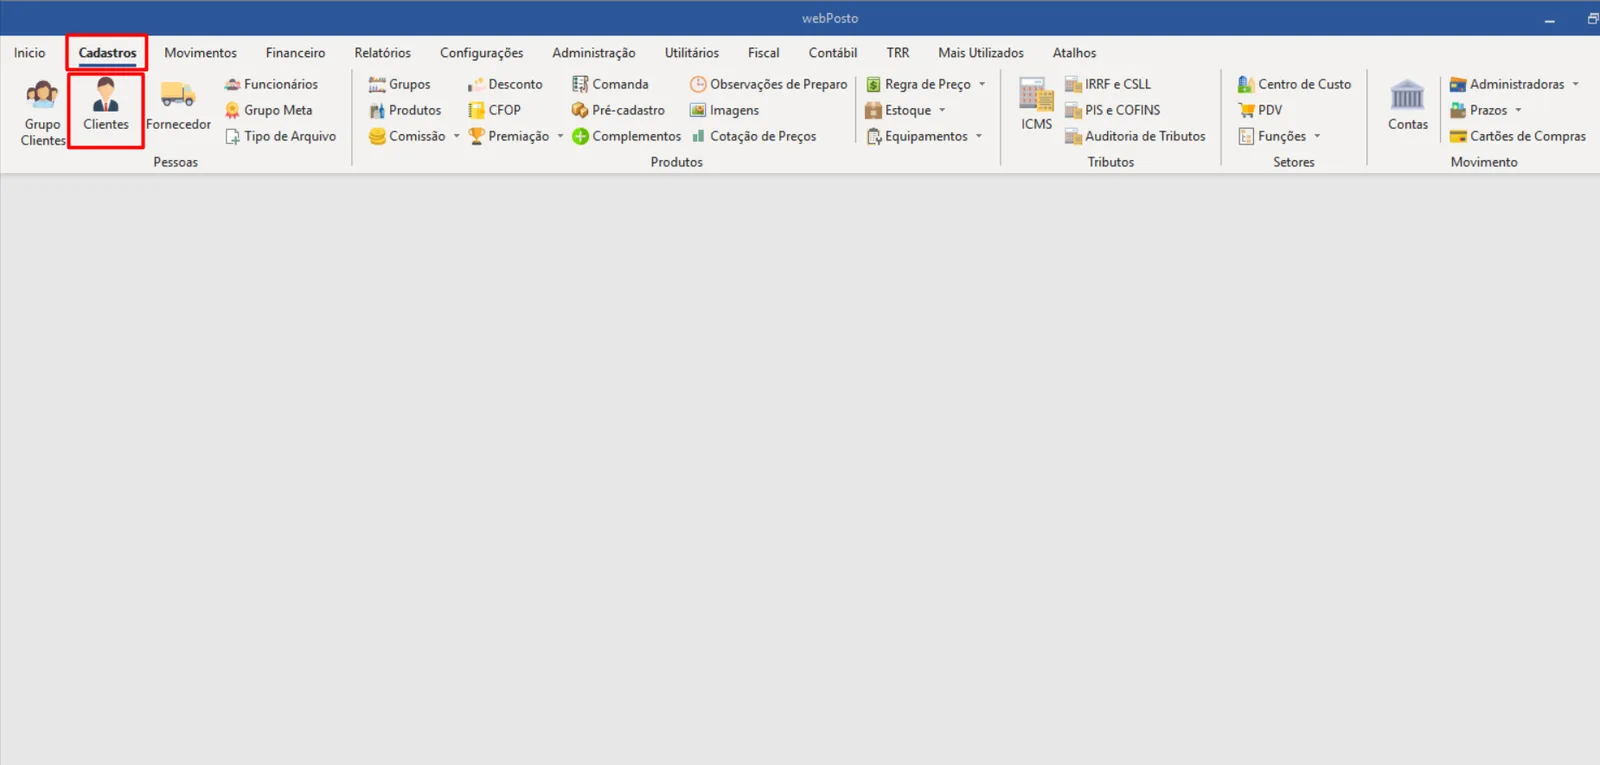 webPosto
Inicio Cadastros Movimentos Financeiro Relatórios Configurações Administração Utilitários Fiscal Contábil TRR Mais Utilizados Atalhos
Grupo Clientes
Clientes
Fornecedor
Funcionários
Grupo Meta
Tipo de Arquivo
Pessoas
Grupos
Produtos
Comissão
Desconto
CFOP
Premiação
Comanda
Pré-cadastro
Complementos
Observações de Preparo
Imagens
Cotação de Preços
Regra de Preço
Estoque
Equipamentos
Produtos
ICMS
IRRF e CSLL
PIS e COFINS
Auditoria de Tributos
Tributos
Centro de Custo
PDV
Funções
Setores
Contas
Administradoras
Prazos
Cartões de Compras
Movimento